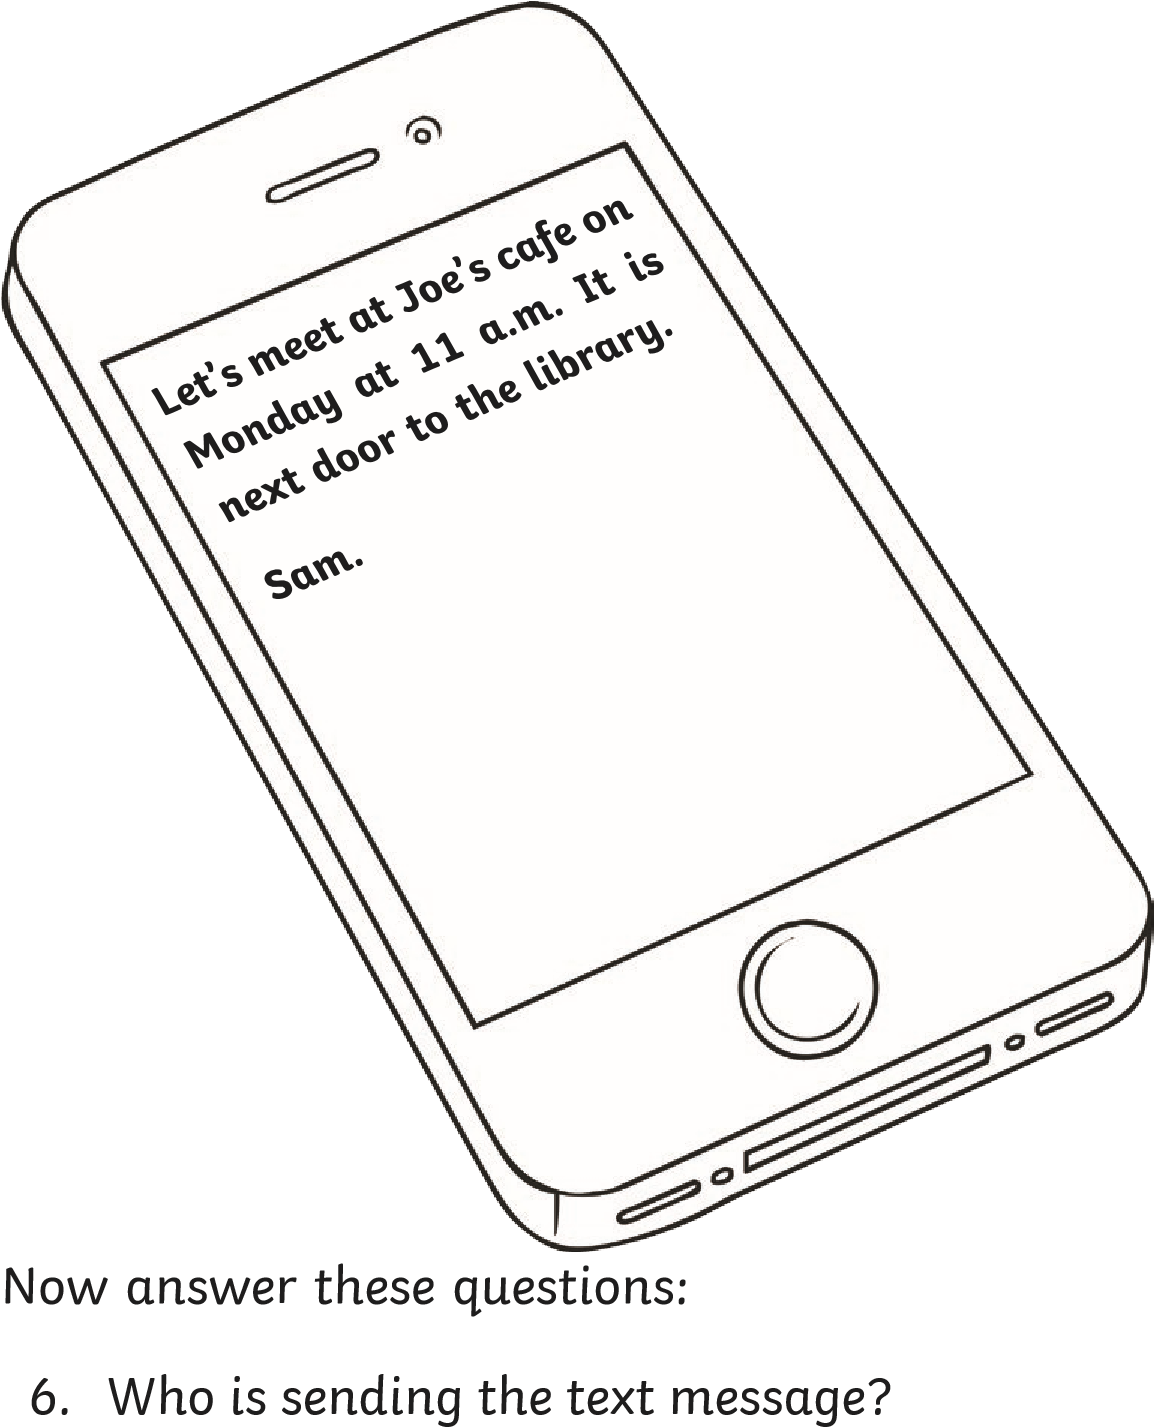 Let's meet at Joe's cafe on
Monday at 11 a.m. It is
next door to the library.
Sam.
Now answer these questions:
6. Who is sending the text message?